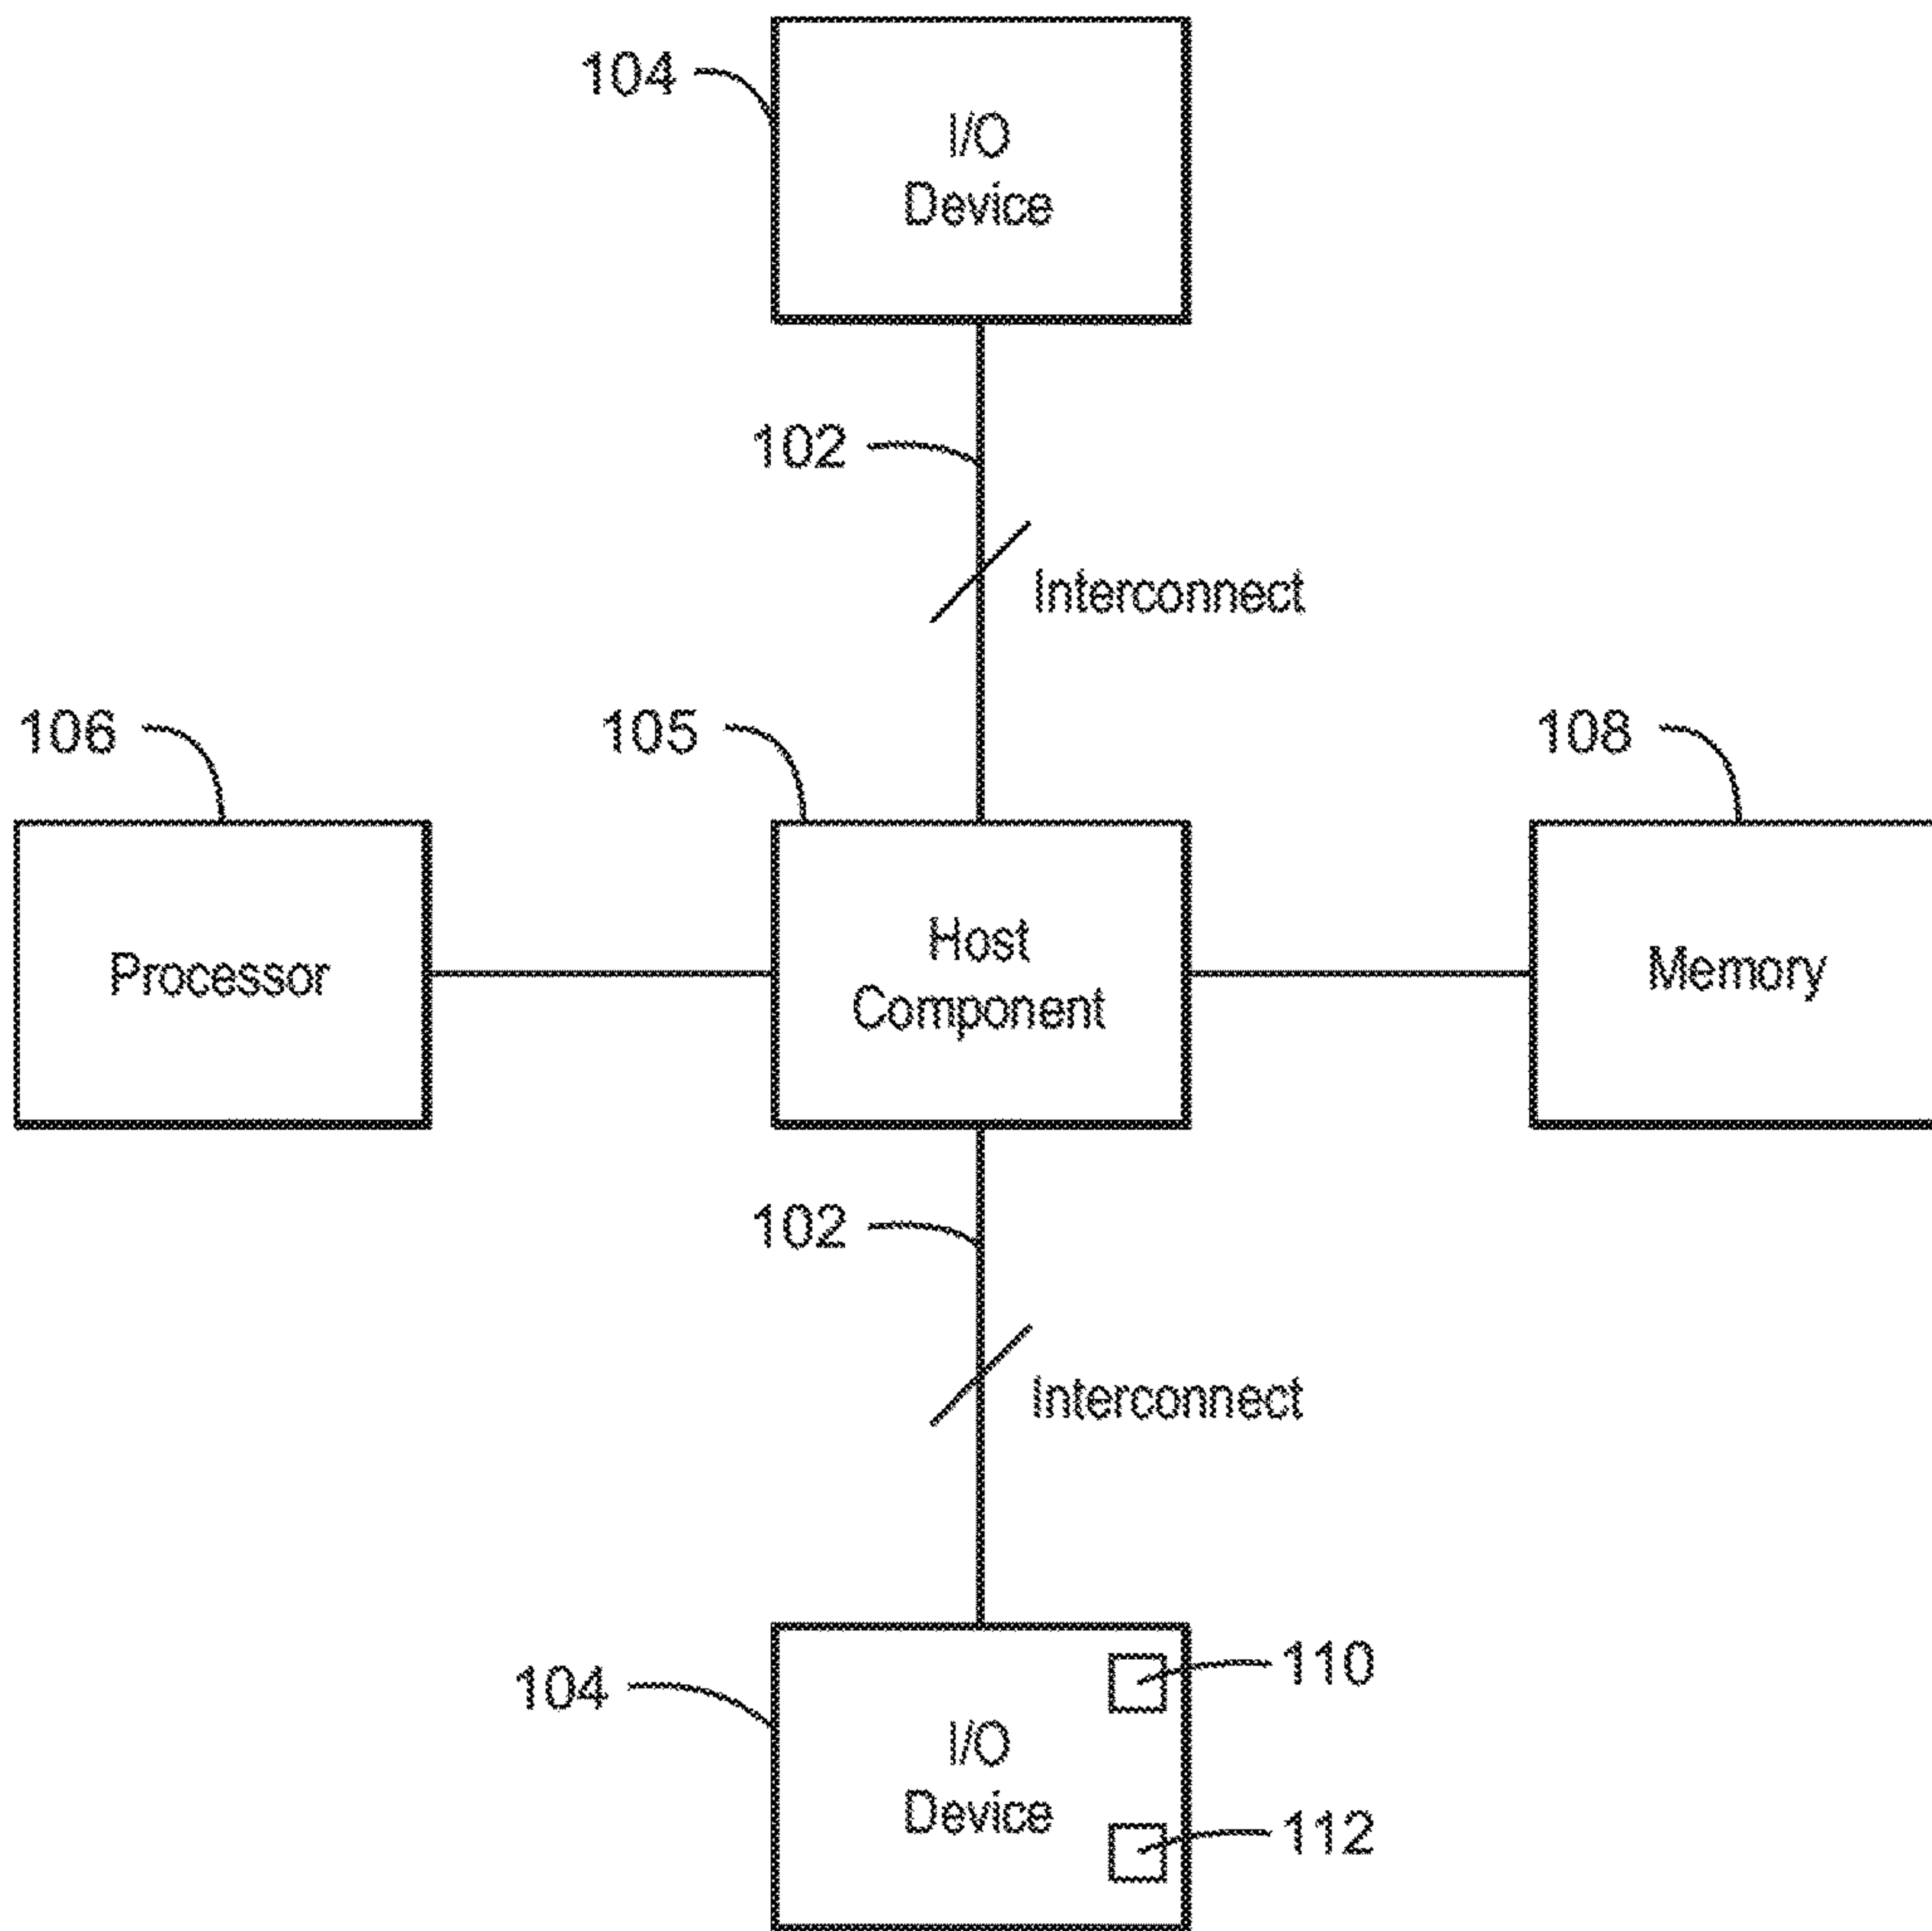 104
I/O
Device
102
Interconnect
106
105
108
Processor
Host
Component
Memory
102
Interconnect
104
110
I/O
Device
112